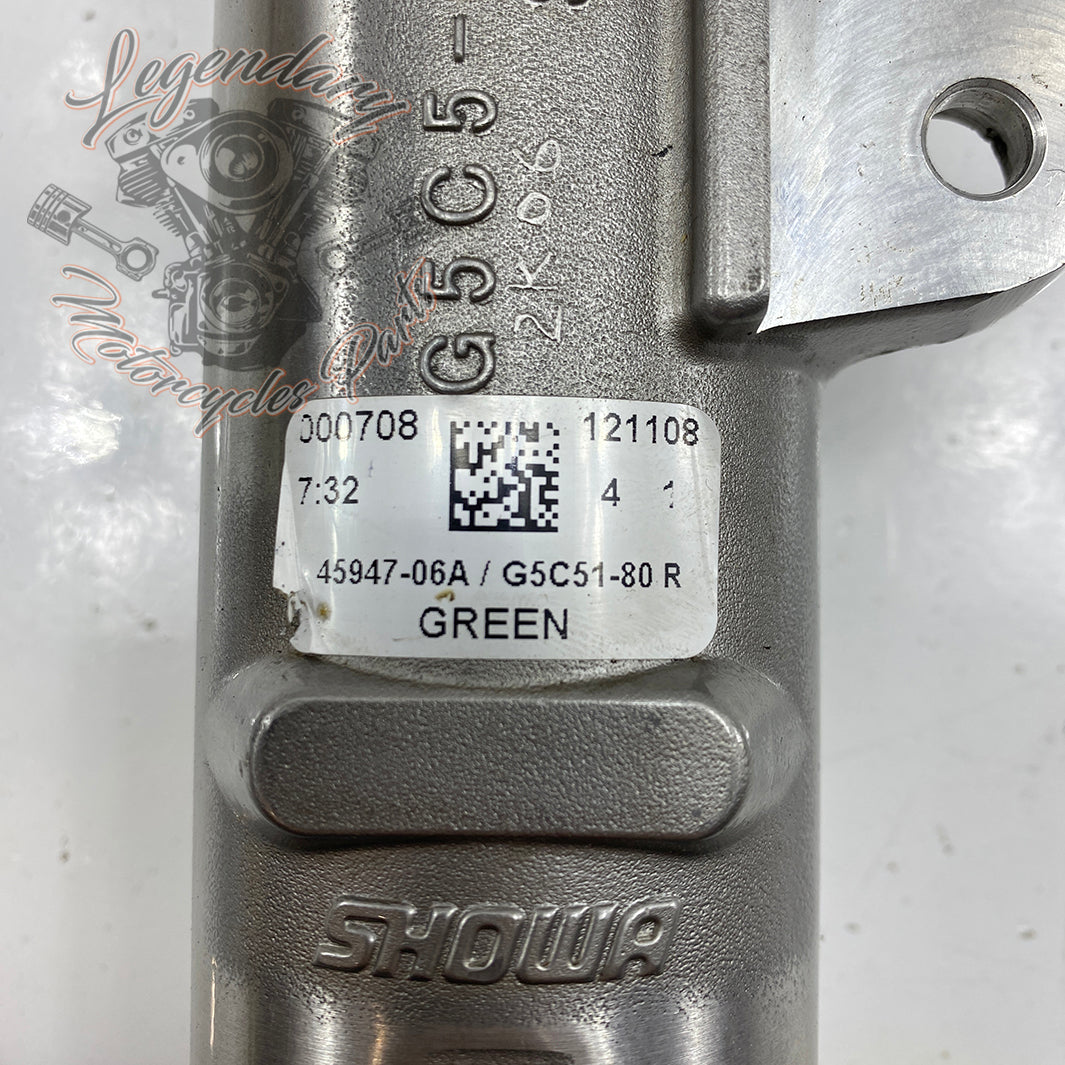 Legendary
Motorcycles Parts
G5C5-
2K06
000708 121108
7:32 4 1
45947-06A / G5C51-80 R
GREEN
SHOWA